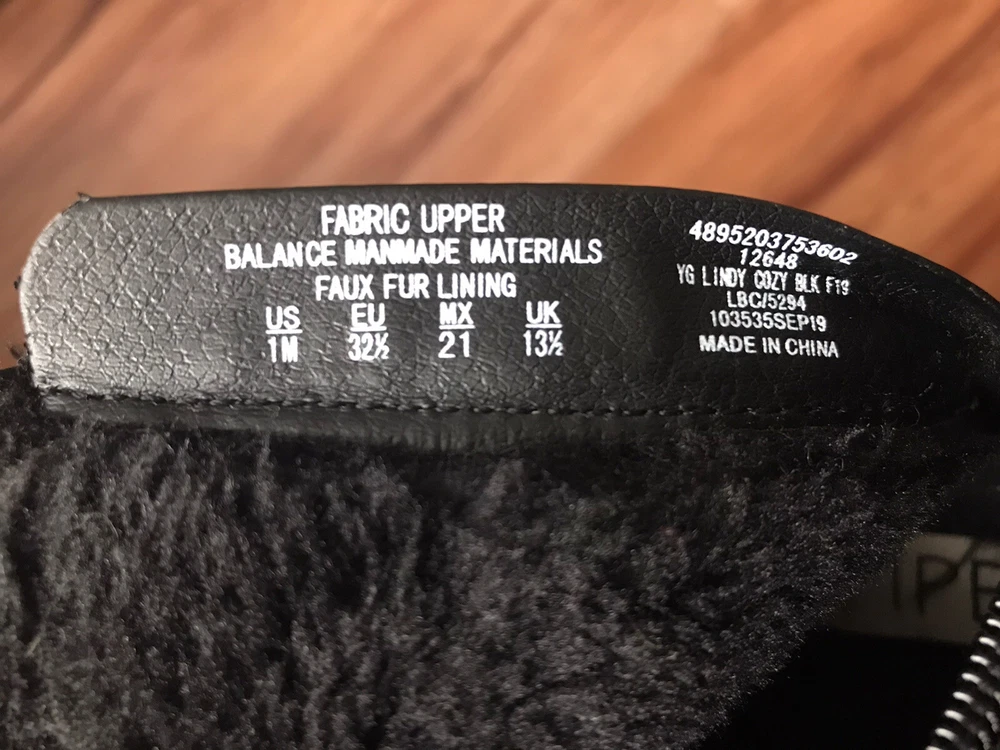 FABRIC UPPER
BALANCE MANMADE MATERIALS
FAUX FUR LINING
US EU MX UK
1M 32½ 21 13½
4895203753602
12648
YG LINDY COZY BLK F19
LBC/5294
103535SEP19
MADE IN CHINA